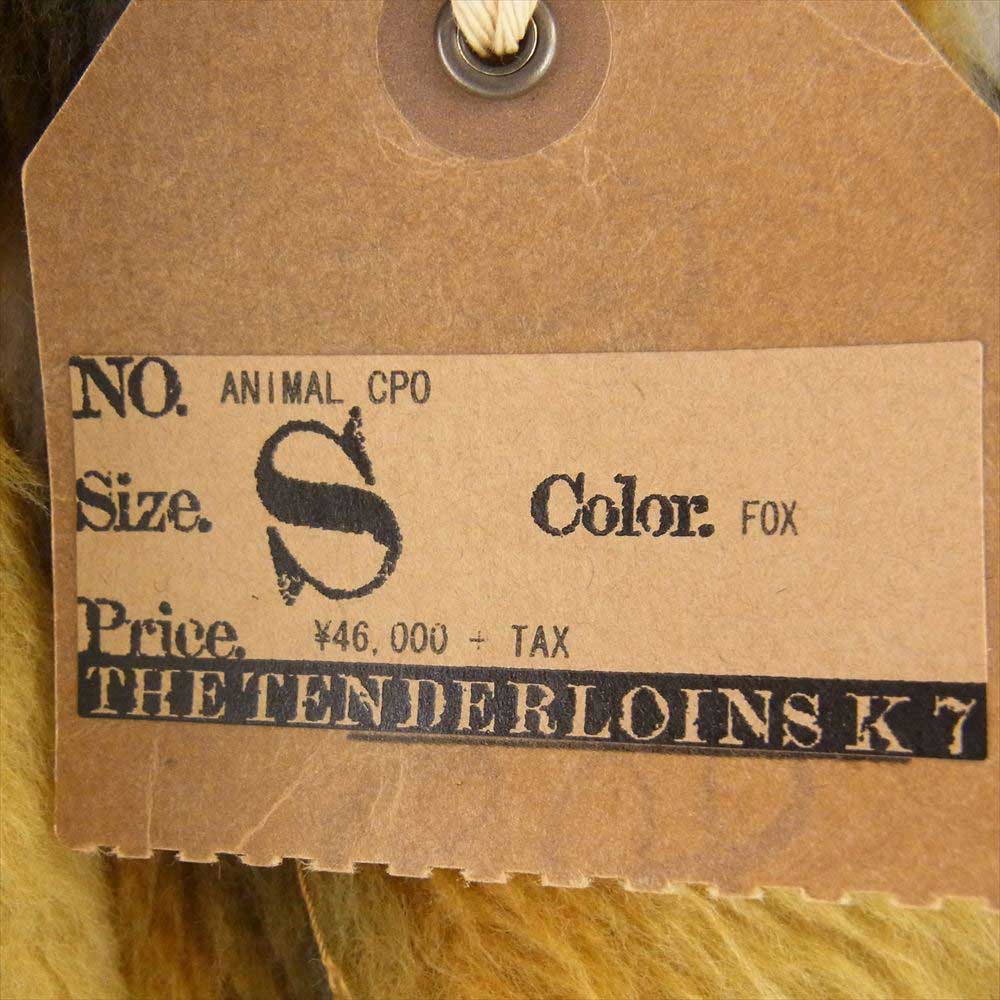 NO. ANIMAL CPO
Size. S Color. FOX
Price. ¥46,000 + TAX
THE TENDERLOINS K 7